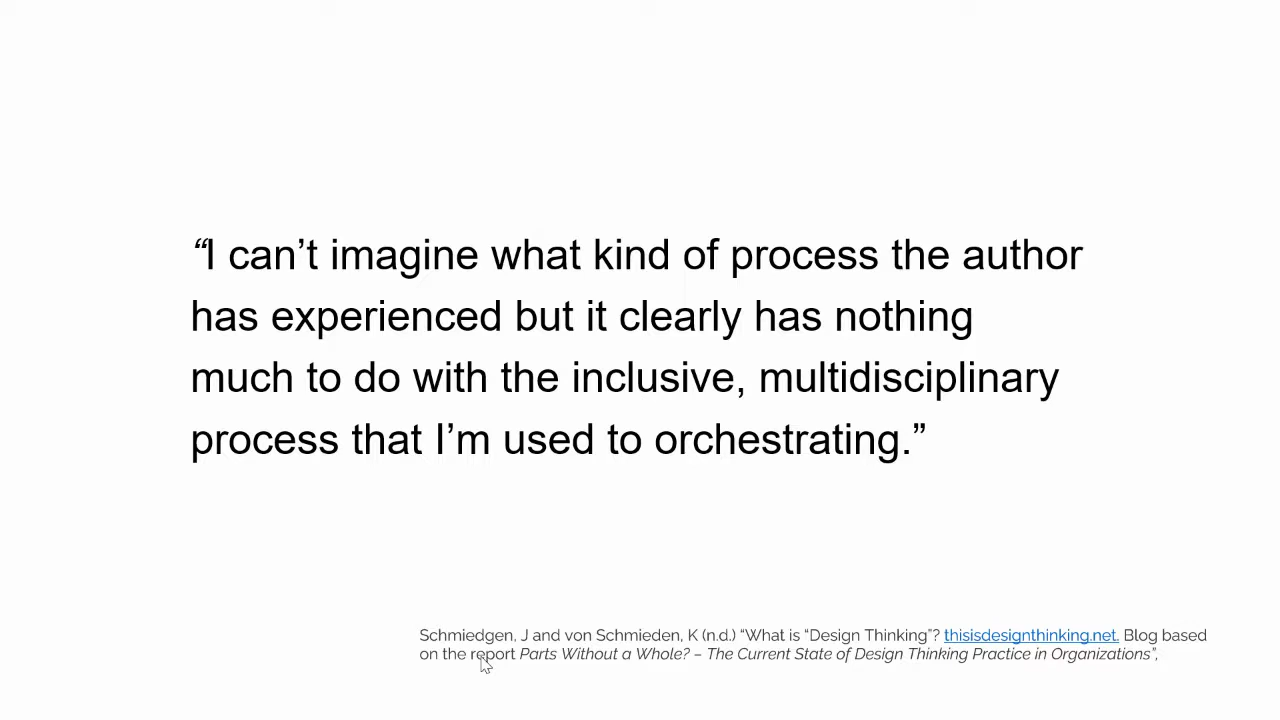 “I can’t imagine what kind of process the author
has experienced but it clearly has nothing
much to do with the inclusive, multidisciplinary
process that I’m used to orchestrating.”
Schmiedgen, J and von Schmieden, K (n.d.) “What is “Design Thinking”? thisisdesignthinking.net. Blog based
on the report Parts Without a Whole? – The Current State of Design Thinking Practice in Organizations”,